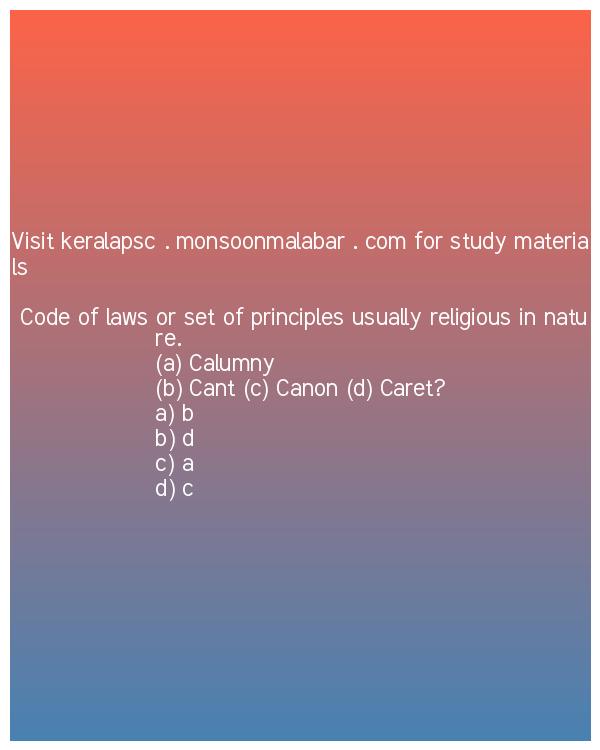 Visit keralapsc . monsoonmalabar . com for study materia
ls
Code of laws or set of principles usually religious in natu
re.
(a) Calumny
(b) Cant (c) Canon (d) Caret?
a) b
b) d
c) a
d) c